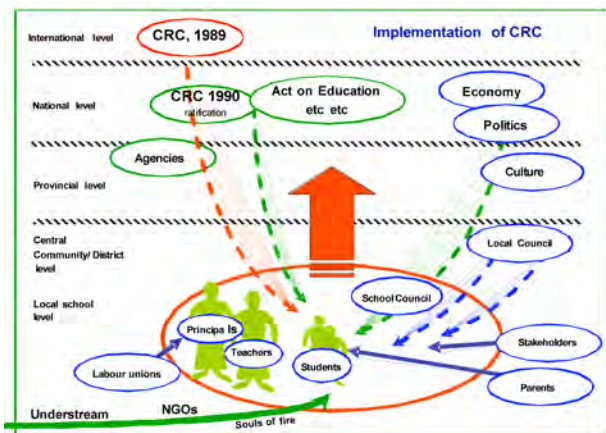 Implementation of CRC
International level
CRC, 1989
National level
CRC 1990
ratification
Act on Education
etc etc
Economy
Politics
Agencies
Provincial level
Culture
Central
Community/ District
level
Local Council
Local school
level
School Council
Principa ls
Teachers
Students
Labour unions
Stakeholders
Parents
Understream
NGOs
Souls of fire